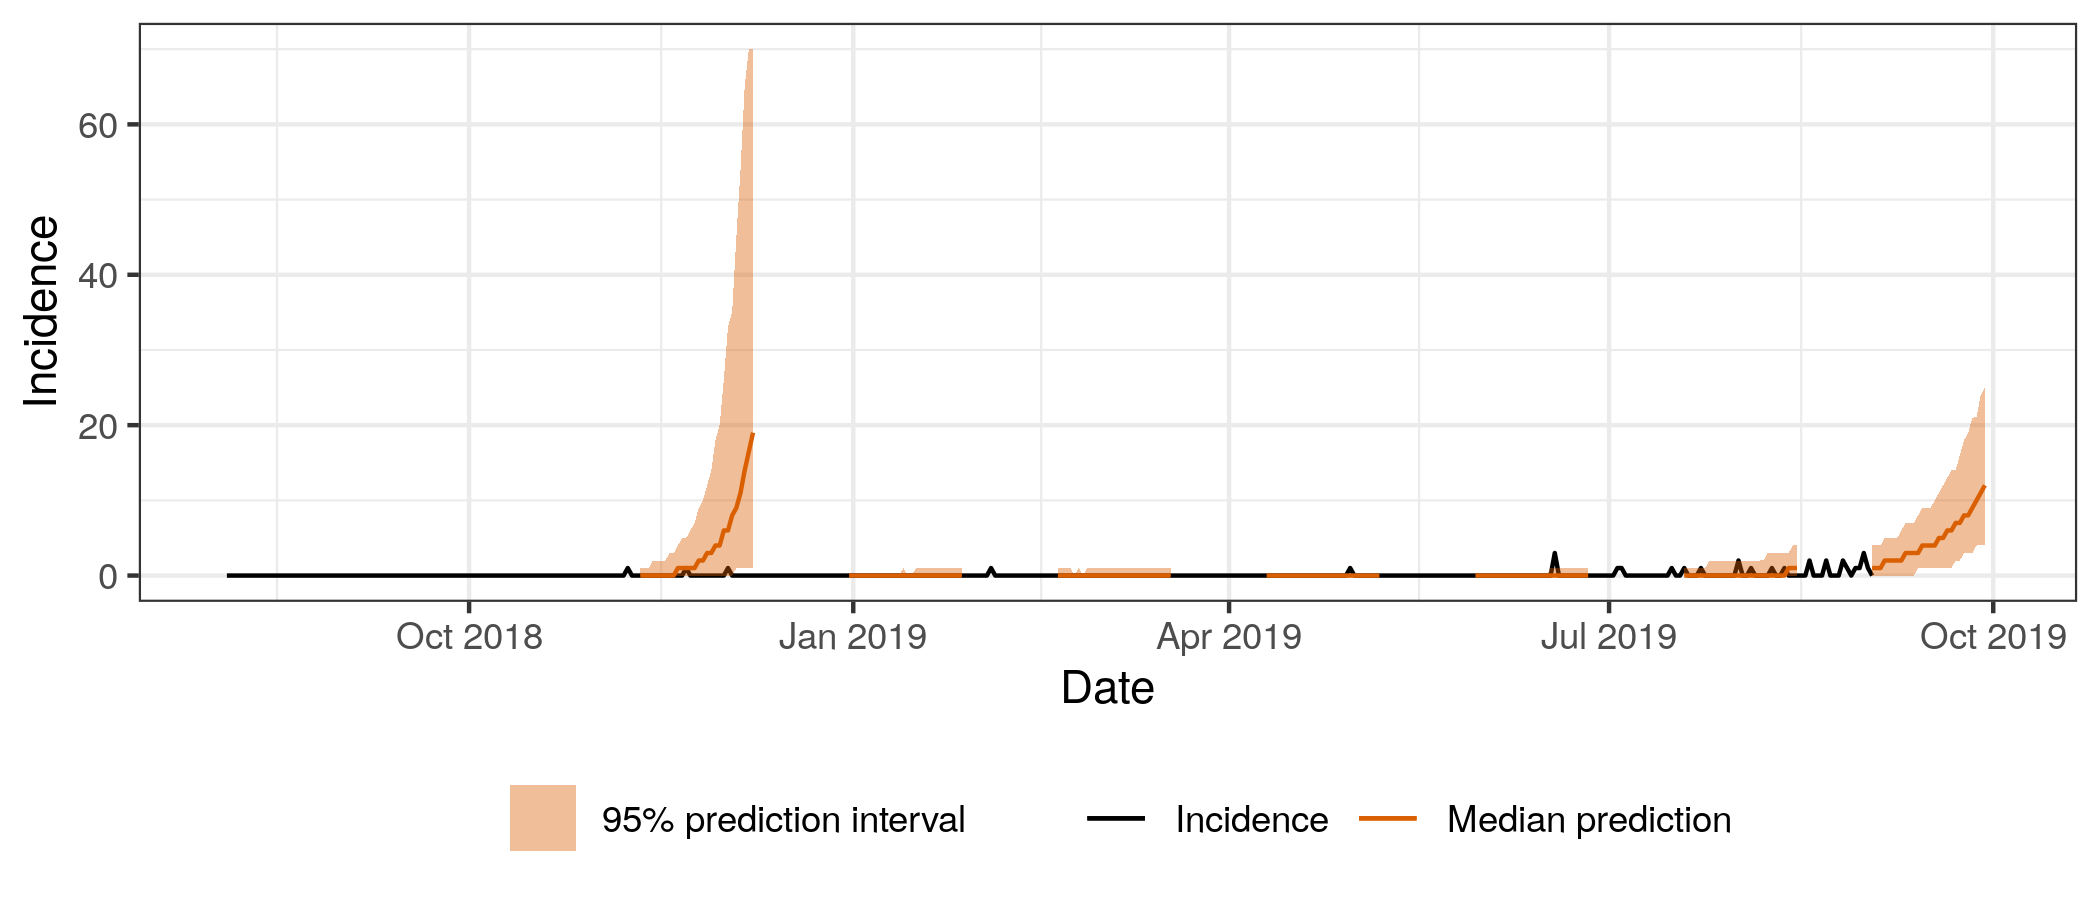 Incidence
60
40
20
0
Oct 2018 Jan 2019 Apr 2019 Jul 2019 Oct 2019
Date
95% prediction interval Incidence Median prediction